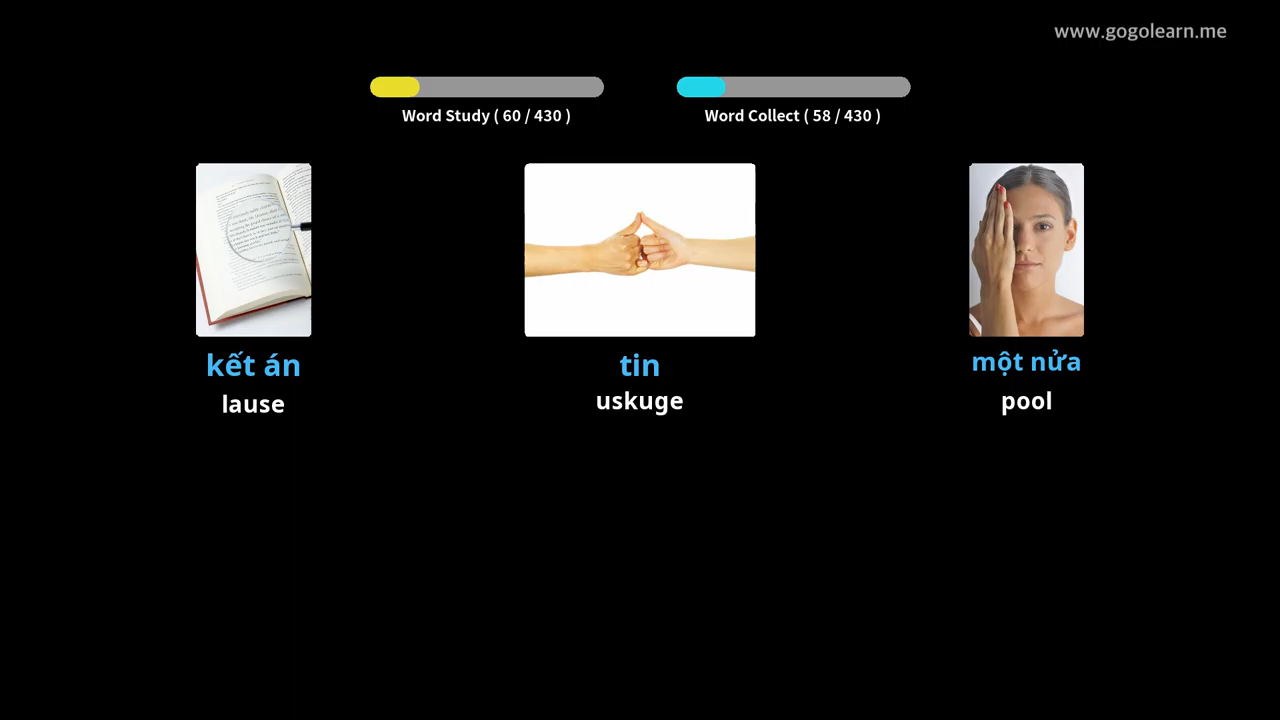 www.gogolearn.me
Word Study ( 60 / 430 )
Word Collect ( 58 / 430 )
kết án
tin
một nửa
lause
uskuge
pool